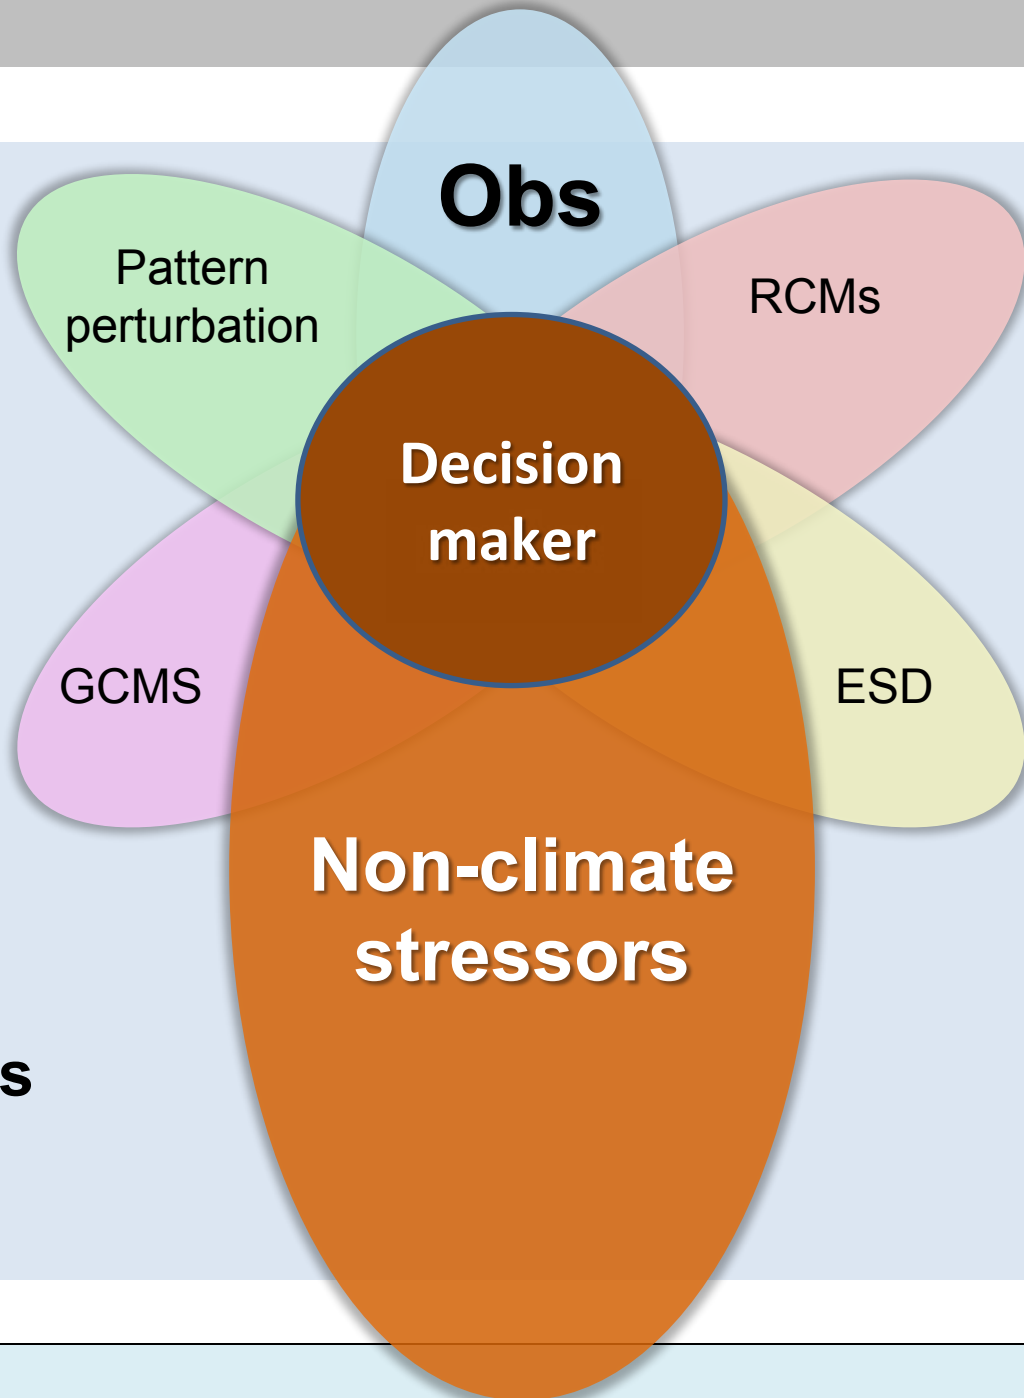 Obs
Pattern
perturbation
RCMs
Decision
maker
GCMS
ESD
Non-climate
stressors
s